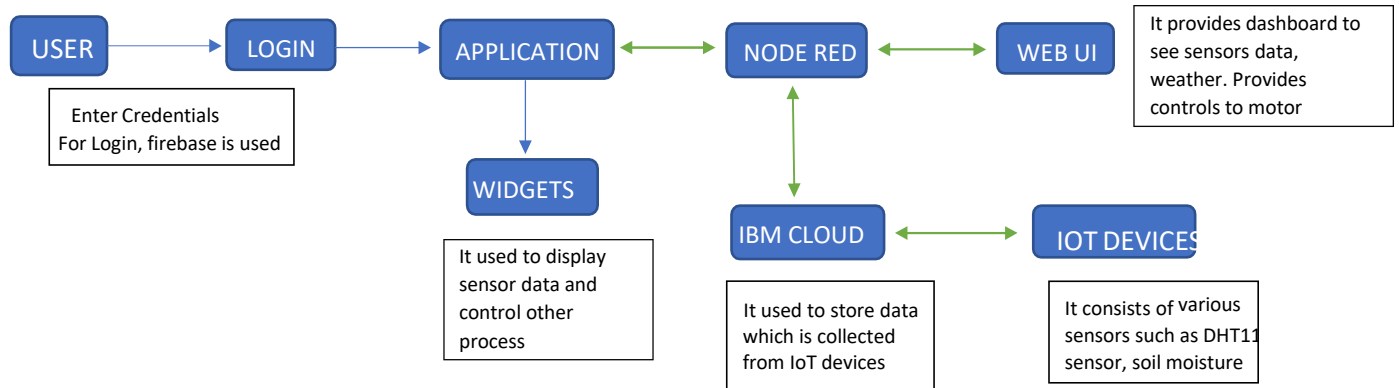 USER
LOGIN
APPLICATION
NODE RED
WEB UI
It provides dashboard to
see sensors data,
weather. Provides
controls to motor
Enter Credentials
For Login, firebase is used
WIDGETS
IBM CLOUD
IOT DEVICES
It used to display
sensor data and
control other
process
It used to store data
which is collected
from IoT devices
It consists of various
sensors such as DHT11
sensor, soil moisture